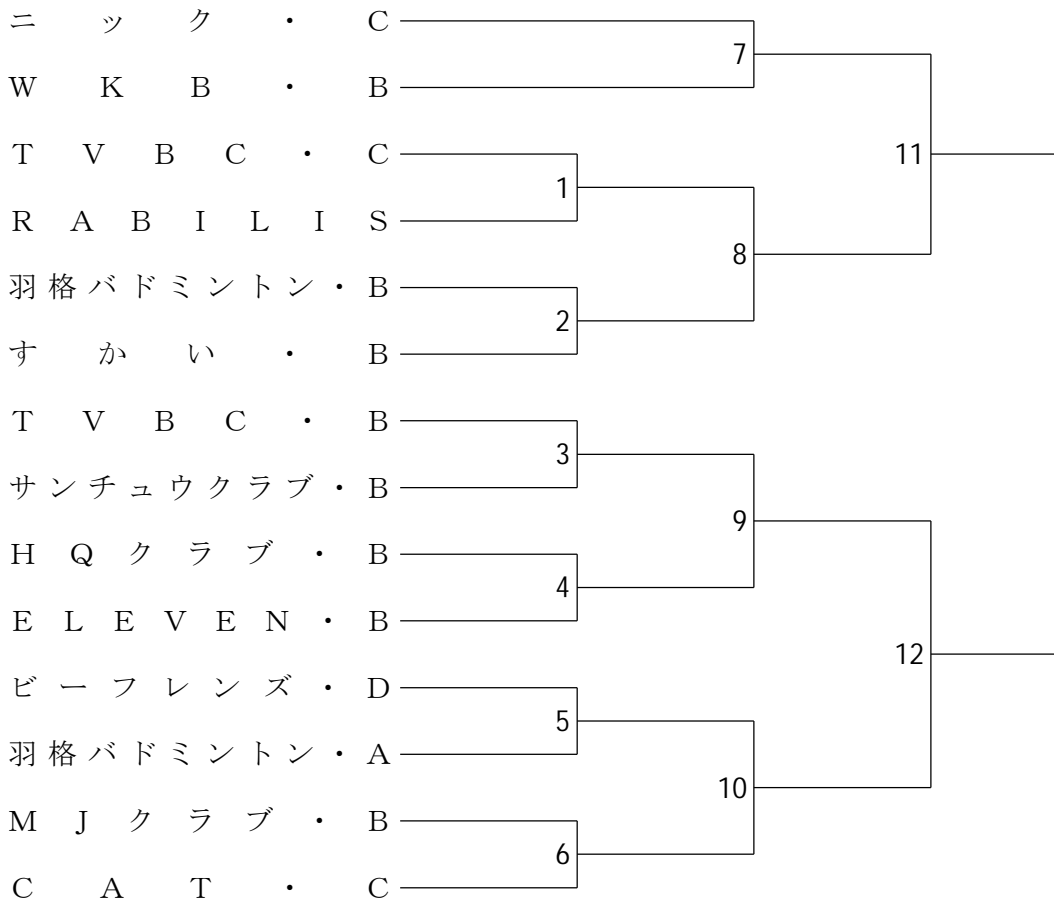 ニック・C
7
WKB・B
TVBC・C
11
1
RABILIS
8
羽格バドミントン・B
2
すかい・B
TVBC・B
3
サンチュウクラブ・B
9
HQクラブ・B
4
ELEVEN・B
12
ビーフレンズ・D
5
羽格バドミントン・A
10
MJクラブ・B
6
CAT・C